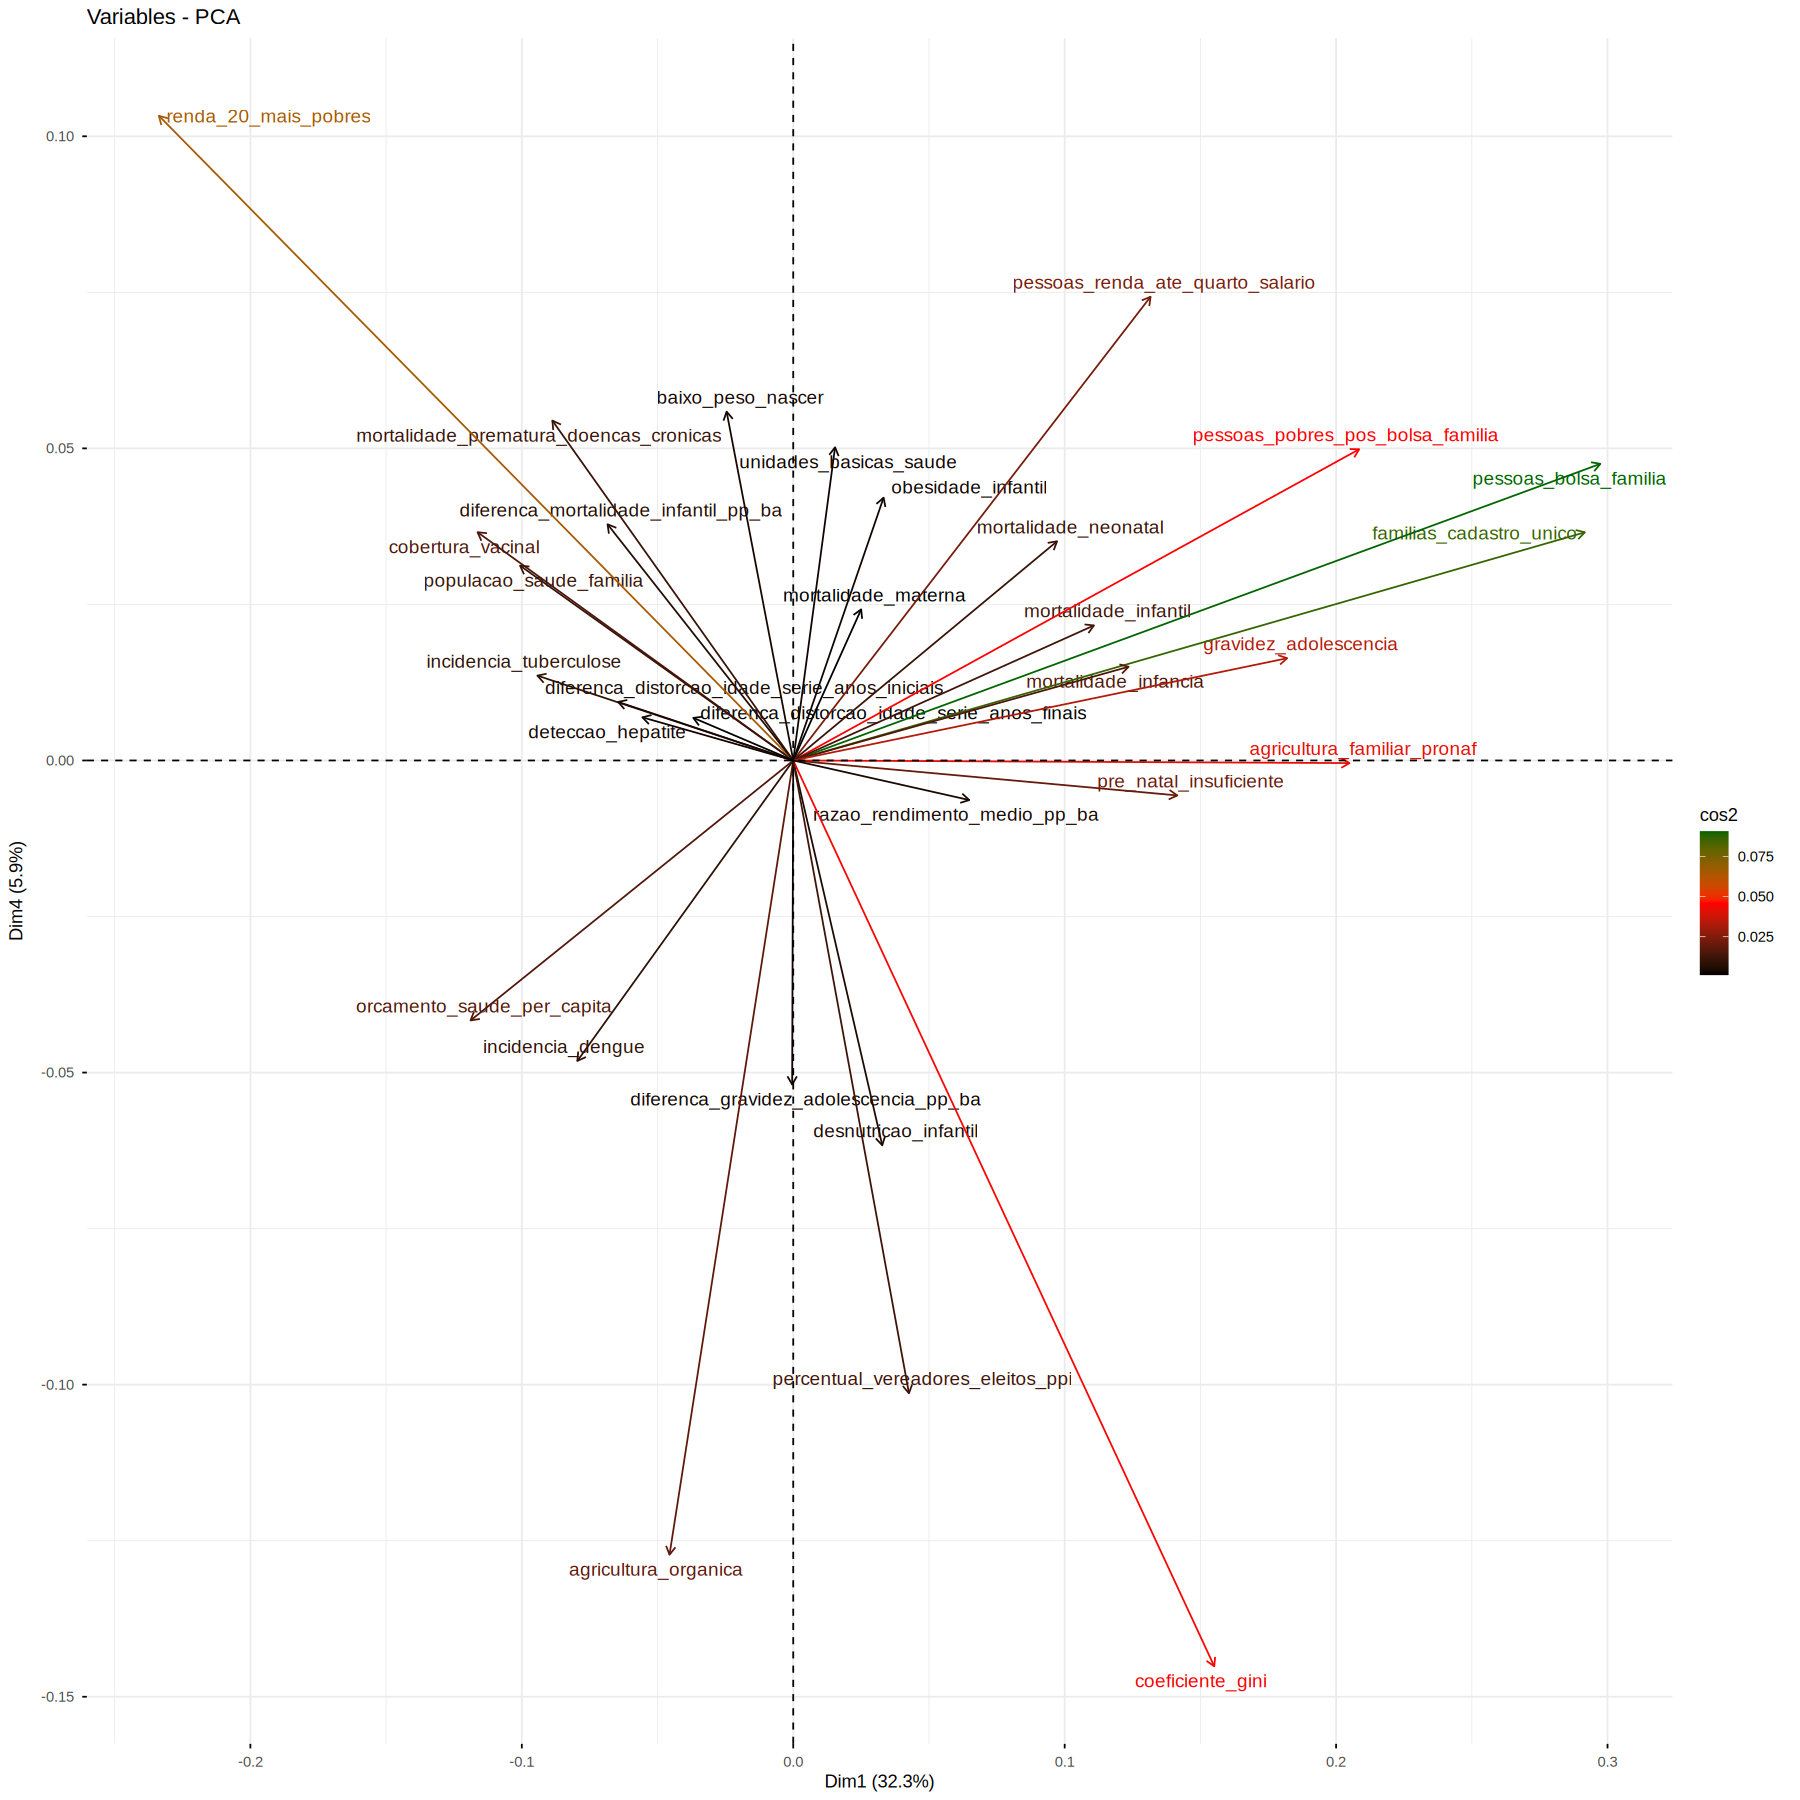 Variables - PCA
renda_20_mais_pobres
0.10
pessoas_renda_ate_quarto_salario
baixo_peso_nascer
0.05
mortalidade_prematura_doencas_cronicas
pessoas_pobres_pos_bolsa_familia
unidades_basicas_saude
pessoas_bolsa_familia
obesidade_infantil
diferenca_mortalidade_infantil_pp_ba
mortalidade_neonatal
familias_cadastro_unico
cobertura_vacinal
populacao_saude_familia
mortalidade_materna
mortalidade_infantil
gravidez_adolescencia
incidencia_tuberculose
mortalidade_infancia
diferenca_distorcao_idade_serie_anos_iniciais
diferenca_distorcao_idade_serie_anos_finais
deteccao_hepatite
agricultura_familiar_pronaf
0.00
pre_natal_insuficiente
razao_rendimento_medio_pp_ba
cos2
0.075
0.050
0.025
Dim4 (5.9%)
orcamento_saude_per_capita
incidencia_dengue
-0.05
diferenca_gravidez_adolescencia_pp_ba
desnutricao_infantil
percentual_vereadores_eleitos_ppi
-0.10
agricultura_organica
coeficiente_gini
-0.15
-0.2
-0.1
0.0
0.1
0.2
0.3
Dim1 (32.3%)